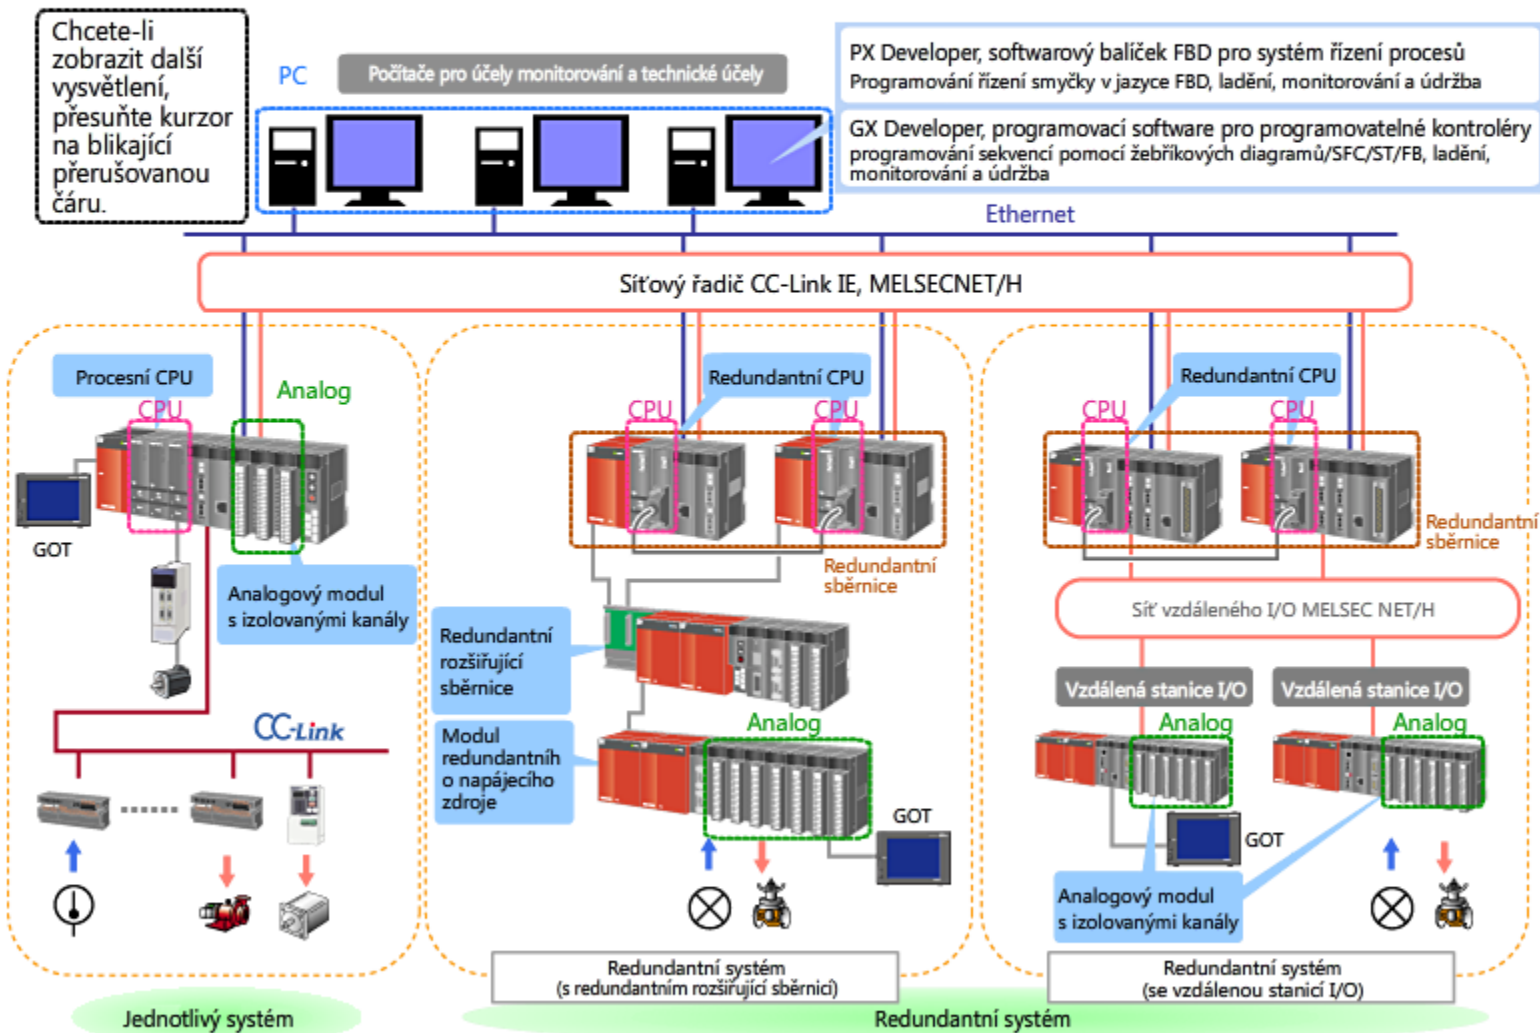 Chcete-li
zobrazit další
vysvětlení,
přesuňte kurzor
na blikající
přerušovanou
čáru.
PC
Počítače pro účely monitorování a technické účely
PX Developer, softwarový balíček FBD pro systém řízení procesů
Programování řízení smyčky v jazyce FBD, ladění, monitorování a údržba
GX Developer, programovací software pro programovatelné kontroléry
programování sekvencí pomocí žebříkových diagramů/SFC/ST/FB, ladění,
monitorování a údržba
Ethernet
Síťový řadič CC-Link IE, MELSECNET/H
Procesní CPU
CPU
Analog
GOT
Analogový modul
s izolovanými kanály
CC-Link
Redundantní CPU
CPU
CPU
Redundantní
sběrnice
Redundantní
rozšiřující
sběrnice
Modul
redundantníh
o napájecího
zdroje
Analog
GOT
Redundantní systém
(s redundantním rozšiřující sběrnicí)
Redundantní CPU
CPU
CPU
Redundantní
sběrnice
Síť vzdáleného I/O MELSEC NET/H
Vzdálená stanice I/O
Vzdálená stanice I/O
Analog
Analog
GOT
Analogový modul
s izolovanými kanály
Redundantní systém
(se vzdálenou stanicí I/O)
Jednotlivý systém
Redundantní systém